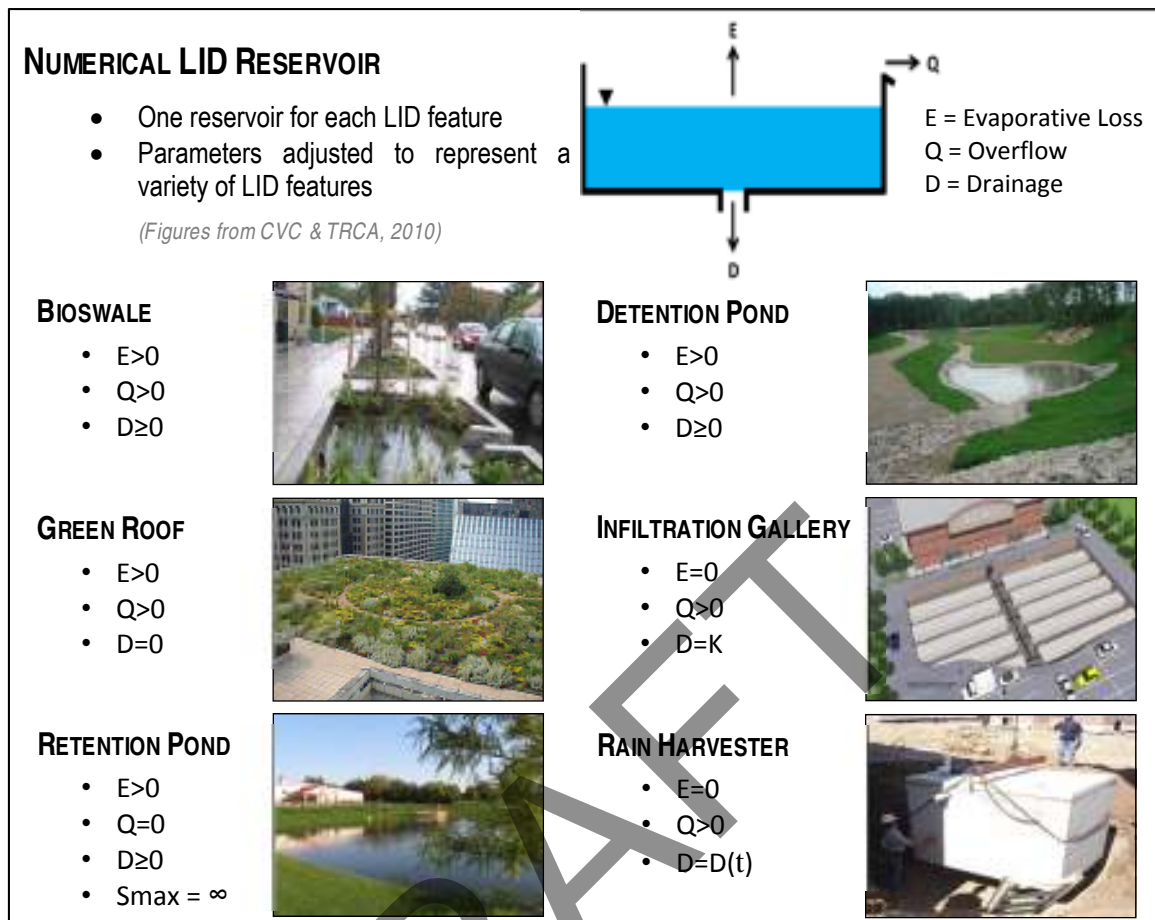 NUMERICAL LID RESERVOIR
• One reservoir for each LID feature
• Parameters adjusted to represent a
variety of LID features
(Figures from CVC & TRCA, 2010)
E
Q
D
E = Evaporative Loss
Q = Overflow
D = Drainage
BIOSWALE
• E>0
• Q>0
• D≥0
DETENTION POND
• E>0
• Q>0
• D≥0
GREEN ROOF
• E>0
• Q>0
• D=0
INFILTRATION GALLERY
• E=0
• Q>0
• D=K
RETENTION POND
• E>0
• Q=0
• D≥0
• Smax = ∞
RAIN HARVESTER
• E=0
• Q>0
• D=D(t)
AFT